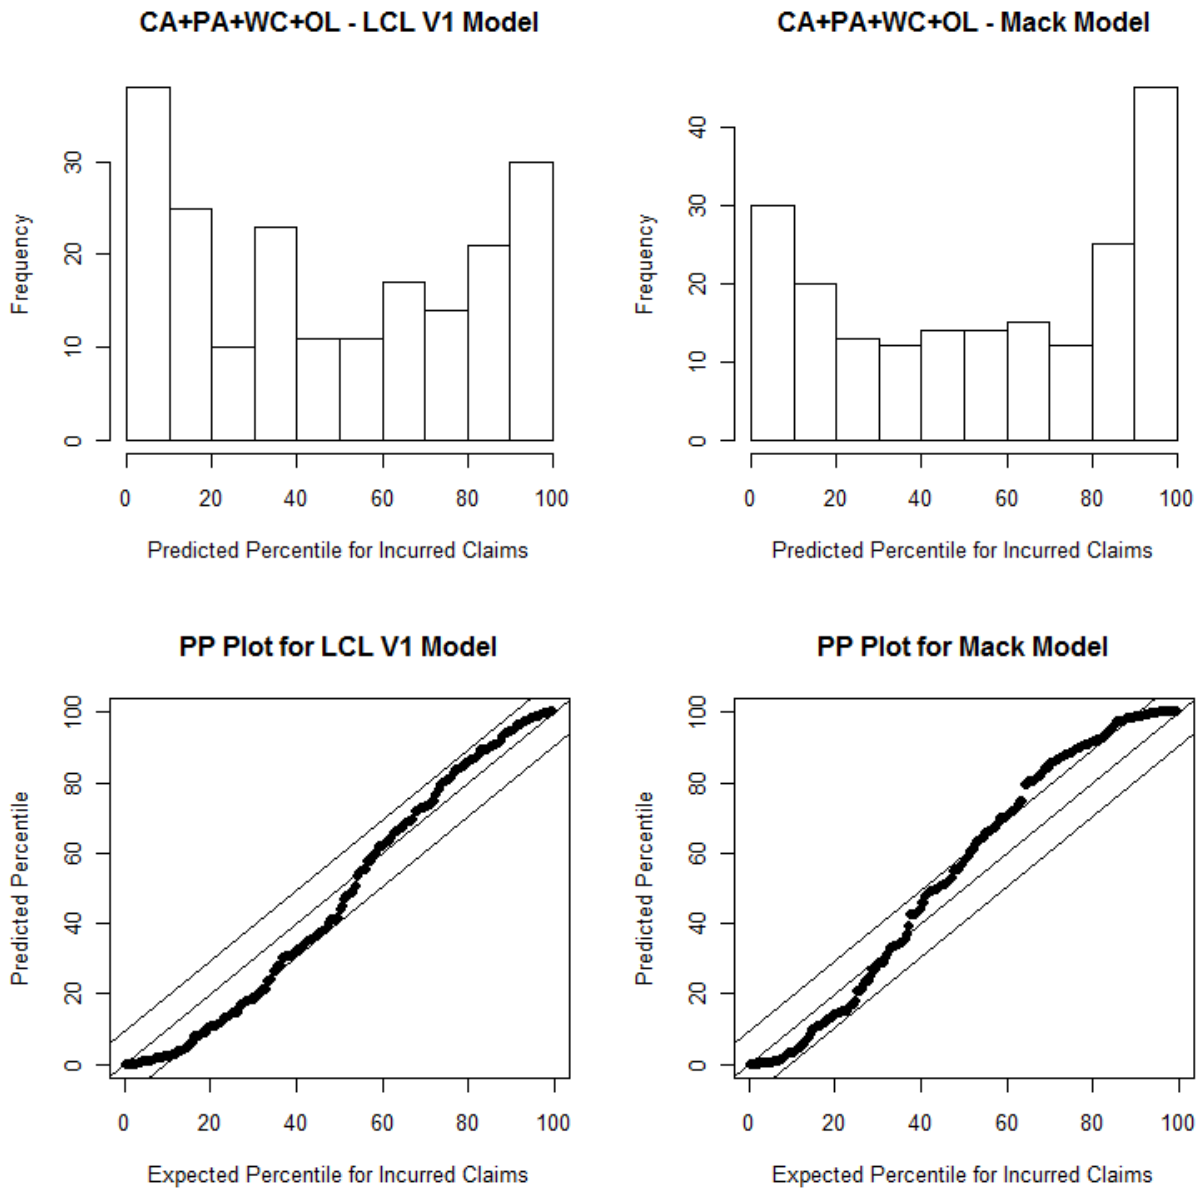 CA+PA+WC+OL - LCL V1 Model
Frequency
0 10 20 30
0 20 40 60 80 100
Predicted Percentile for Incurred Claims
CA+PA+WC+OL - Mack Model
Frequency
0 10 20 30 40
0 20 40 60 80 100
Predicted Percentile for Incurred Claims
PP Plot for LCL V1 Model
Predicted Percentile
0 20 40 60 80 100
0 20 40 60 80 100
Expected Percentile for Incurred Claims
PP Plot for Mack Model
Predicted Percentile
0 20 40 60 80 100
0 20 40 60 80 100
Expected Percentile for Incurred Claims